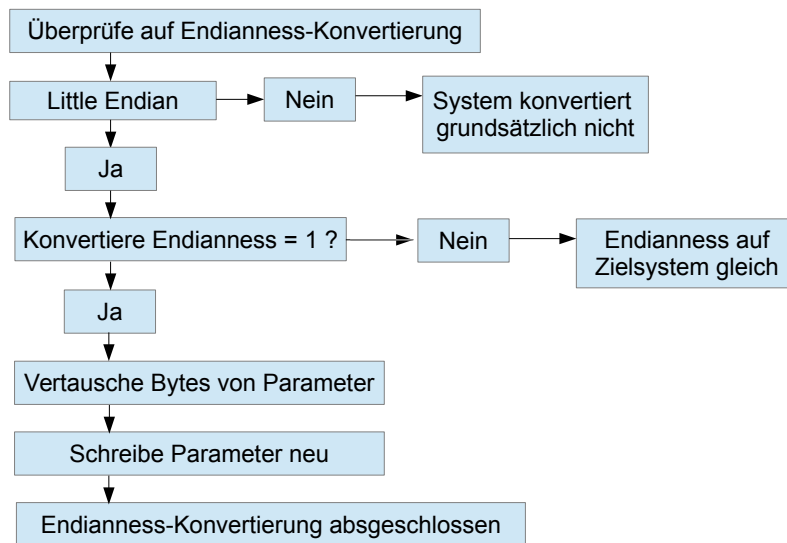 Überprüfe auf Endianness-Konvertierung
Little Endian
Nein
System konvertiert
grundsätzlich nicht
Ja
Konvertiere Endianness = 1 ?
Nein
Endianness auf
Zielsystem gleich
Ja
Vertausche Bytes von Parameter
Schreibe Parameter neu
Endianness-Konvertierung absgeschlossen